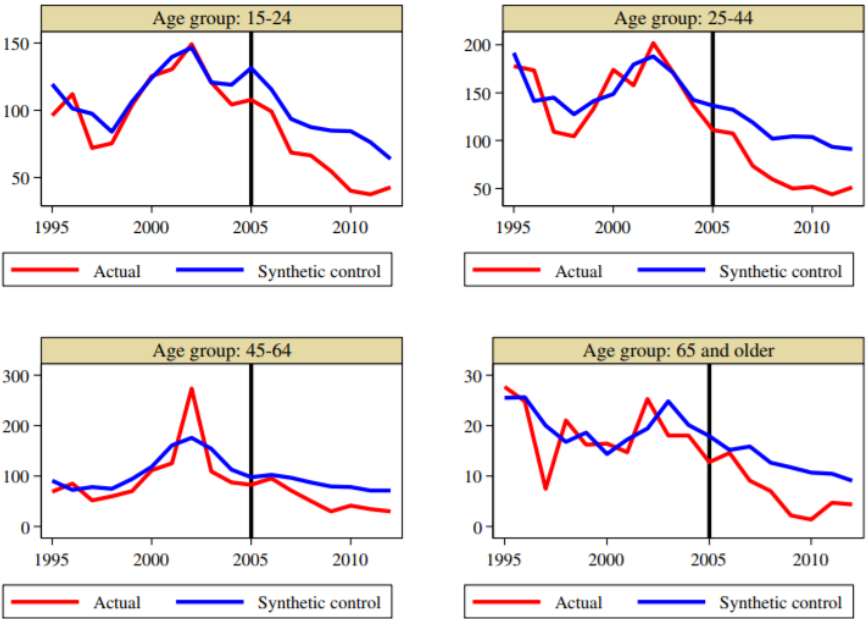 Age group: 15-24
150
100
50
1995 2000 2005 2010
Actual Synthetic control
Age group: 25-44
200
150
100
50
1995 2000 2005 2010
Actual Synthetic control
Age group: 45-64
300
200
100
0
1995 2000 2005 2010
Actual Synthetic control
Age group: 65 and older
30
20
10
0
1995 2000 2005 2010
Actual Synthetic control